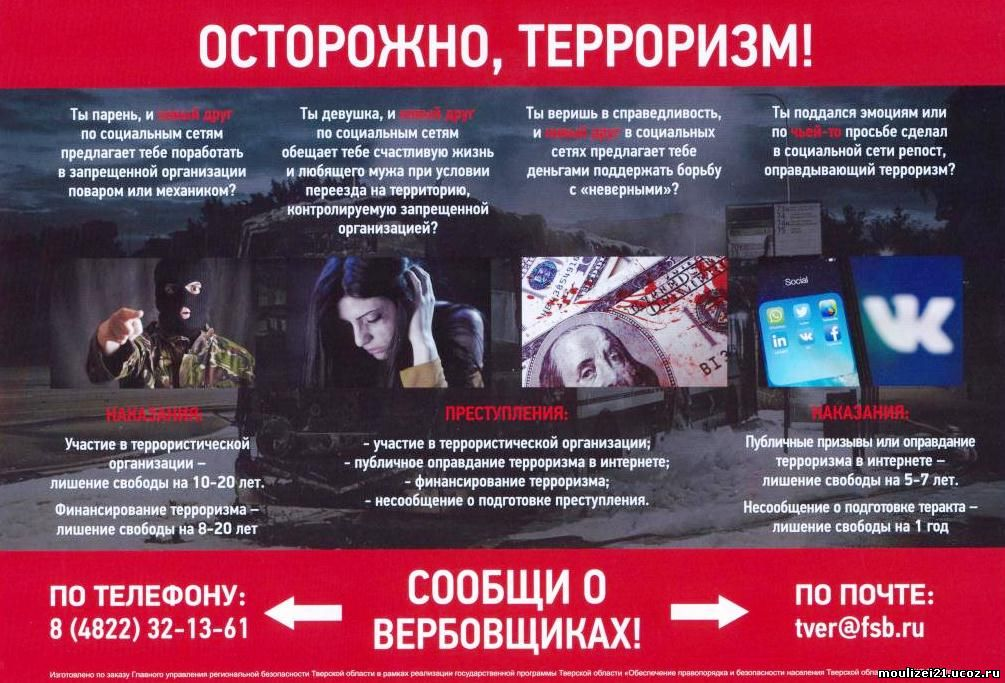 ОСТОРОЖНО, ТЕРРОРИЗМ!
Ты парень, и новый друг
по социальным сетям
предлагает тебе поработать
в запрещенной организации
поваром или механиком?
Ты девушка, и новый друг
по социальным сетям
обещает тебе счастливую жизнь
и любящего мужа при условии
переезда на территорию,
контролируемую запрещенной
организацией?
Ты веришь в справедливость,
и новый друг в социальных
сетях предлагает тебе
деньгами поддержать борьбу
с «неверными»?
Ты поддался эмоциям или
по чьей-то просьбе сделал
в социальной сети репост,
оправдывающий терроризм?
Social
НАКАЗАНИЯ:
Участие в террористической
организации –
лишение свободы на 10-20 лет.
Финансирование терроризма –
лишение свободы на 8-20 лет
ПРЕСТУПЛЕНИЯ:
- участие в террористической организации;
- публичное оправдание терроризма в интернете;
- финансирование терроризма;
- несообщение о подготовке преступления.
НАКАЗАНИЯ:
Публичные призывы или оправдание
терроризма в интернете –
лишение свободы на 5-7 лет.
Несообщение о подготовке теракта –
лишение свободы на 1 год
ПО ТЕЛЕФОНУ:
8 (4822) 32-13-61
СООБЩИ О
ВЕРБОВЩИКАХ!
ПО ПОЧТЕ:
tver@fsb.ru
Изготовлено по заказу Главного управления региональной безопасности Тверской области в рамках реализации государственной программы Тверской области «Обеспечение правопорядка и безопасности населения Тверской
moulizei21.ucoz.ru